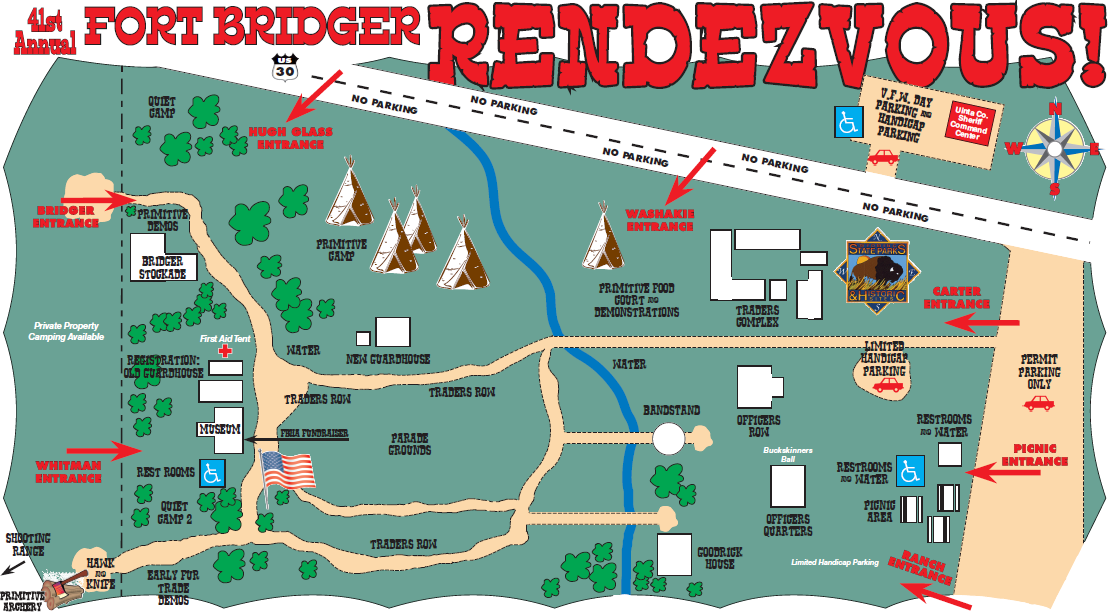 41st
Annual
FORT BRIDGER
RENDEZVOUS!
US
30
NO PARKING
NO PARKING
NO PARKING
NO PARKING
NO PARKING
V.F.W. DAY
PARKING AND
HANDICAP
PARKING
Uinta Co.
Sheriff
Command
Center
N
W
E
S
QUIET
CAMP
HUGH GLASS
ENTRANCE
BRIDGER
ENTRANCE
PRIMITIVE
DEMOS
BRIDGER
STOCKADE
PRIMITIVE
CAMP
WASHAKIE
ENTRANCE
PRIMITIVE FOOD
COURT AND
DEMONSTRATIONS
TRADERS
COMPLEX
STATE PARKS
& HISTORIC
SITES
CARTER
ENTRANCE
Private Property
Camping Available
First Aid Tent
REGISTRATION:
OLD GUARDHOUSE
WATER
NEW GUARDHOUSE
TRADERS ROW
TRADERS ROW
WATER
LIMITED
HANDICAP
PARKING
PERMIT
PARKING
ONLY
MUSEUM
FBHA FUNDRAISER
PARADE
GROUNDS
BANDSTAND
OFFICERS
ROW
RESTROOMS
AND WATER
WHITMAN
ENTRANCE
REST ROOMS
Buckskinners
Ball
RESTROOMS
AND WATER
PICNIC
ENTRANCE
QUIET
CAMP 2
OFFICERS
QUARTERS
PICNIC
AREA
SHOOTING
RANGE
HAWK
AND
KNIFE
PRIMITIVE
ARCHERY
EARLY FUR
TRADE
DEMOS
TRADERS ROW
GOODRICK
HOUSE
Limited Handicap Parking
RANCH
ENTRANCE